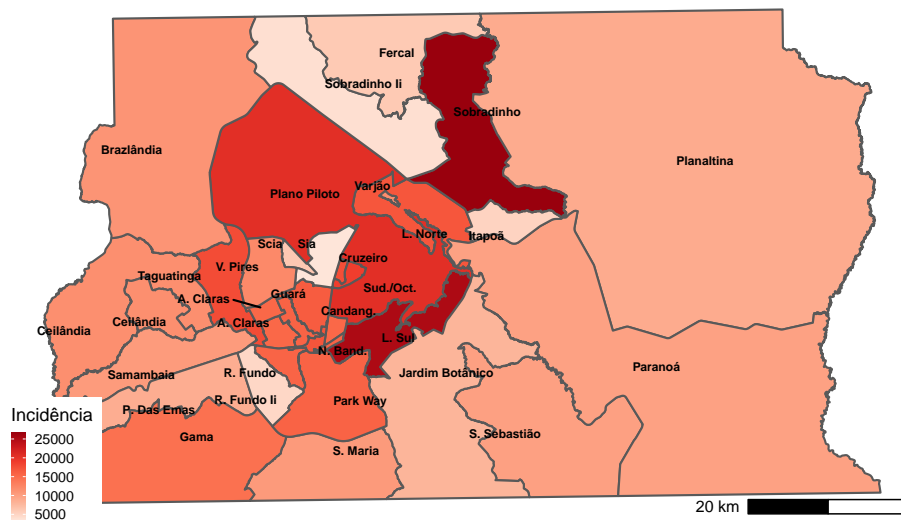 Fercal
Sobradinho Ii
Sobradinho
Brazlândia
Planaltina
Varjão
Plano Piloto
L. Norte
Itapoã
Scia
Sia
Cruzeiro
V. Pires
Taguatinga
Guará
Sud./Oct.
A. Claras
Candang.
Ceilândia
Ceilândia
A. Claras
L. Sul
N. Band.
Samambaia
R. Fundo
Jardim Botânico
Paranoá
R. Fundo Ii
Park Way
P. Das Emas
Gama
S. Sebastião
S. Maria
Incidência
25000
20000
15000
10000
5000
20 km